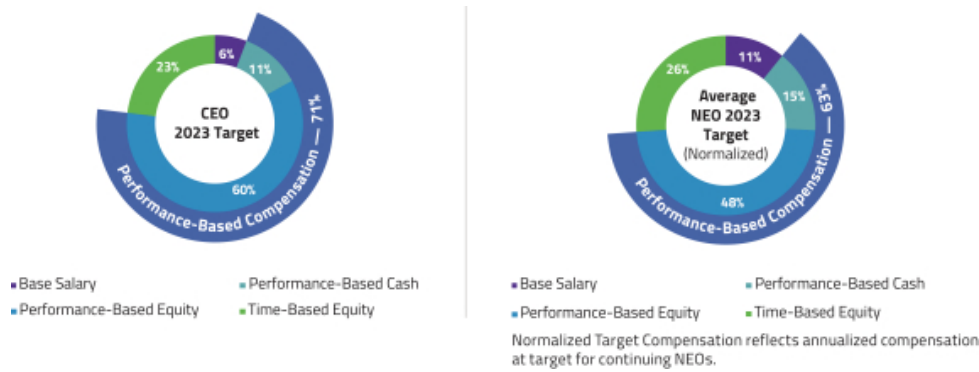 6%
11%
23%
60%
CEO
2023 Target
Performance-Based Compensation — 71%
Base Salary
Performance-Based Cash
Performance-Based Equity
Time-Based Equity
11%
15%
26%
48%
Average
NEO 2023
Target
(Normalized)
Performance-Based Compensation — 63%
Base Salary
Performance-Based Cash
Performance-Based Equity
Time-Based Equity
Normalized Target Compensation reflects annualized compensation
at target for continuing NEOs.